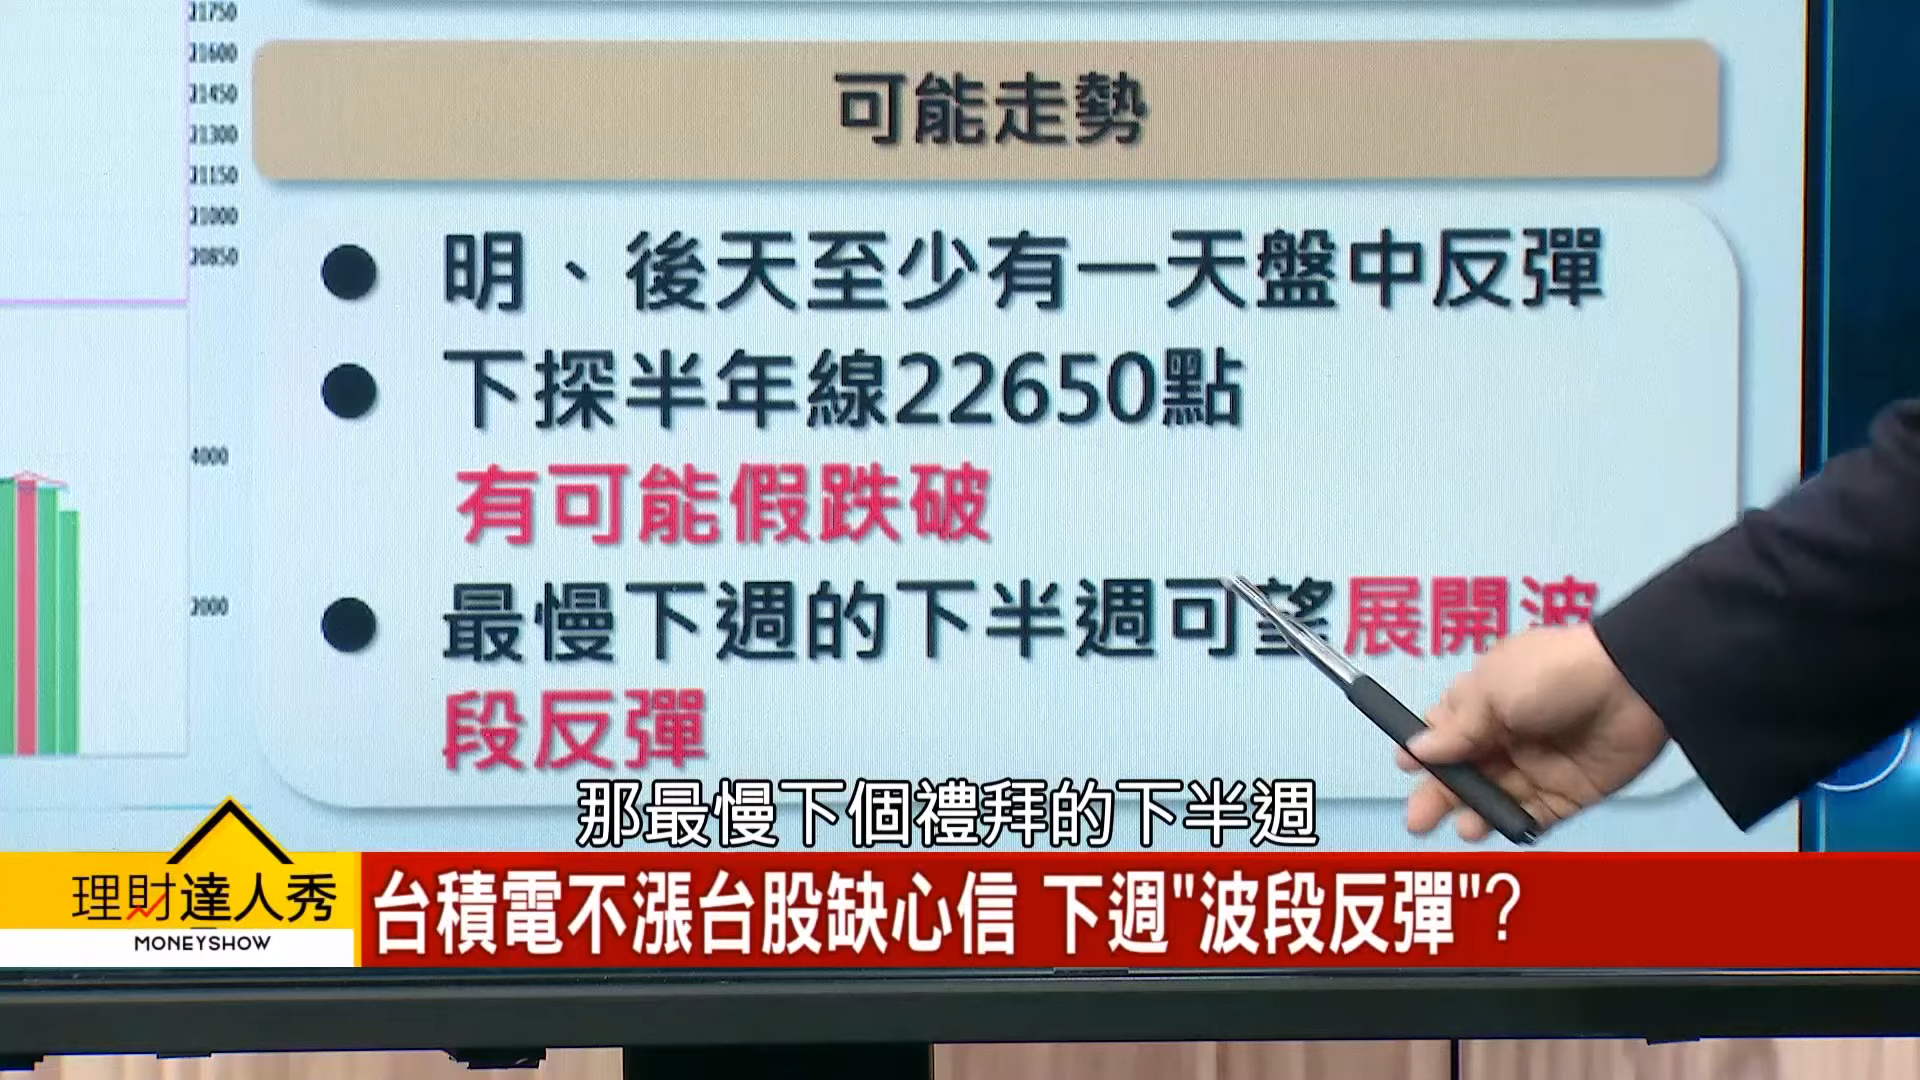 21750
21600
21450
21300
21150
21000
20850
4000
2000
可能走勢
● 明、後天至少有一天盤中反彈
● 下探半年線22650點
有可能假跌破
● 最慢下週的下半週可望展開波
段反彈
那最慢下個禮拜的下半週
理財達人秀
MONEYSHOW
台積電不漲台股缺心信 下週"波段反彈"?